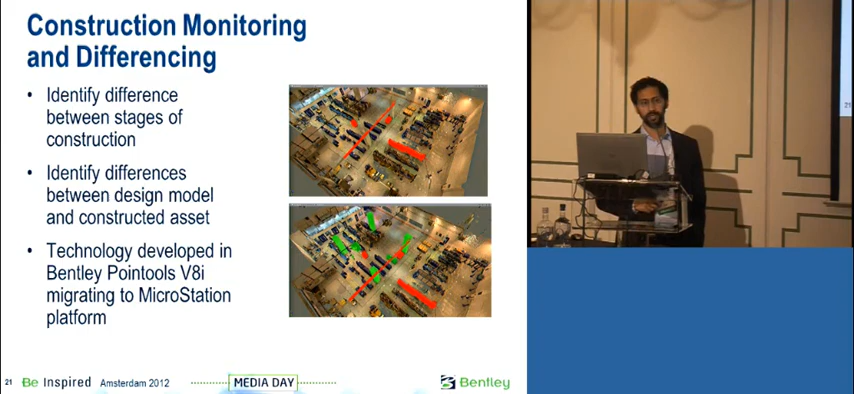 Construction Monitoring
and Differencing
• Identify difference
between stages of
construction
• Identify differences
between design model
and constructed asset
• Technology developed in
Bentley Pointools V8i
migrating to MicroStation
platform
21 Be Inspired Amsterdam 2012 MEDIA DAY Bentley
21